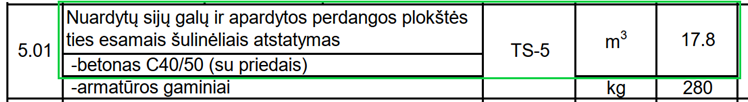 Nuardytų sijų galų ir apardytos perdangos plokštės
ties esamais šulinėliais atstatymas
5.01
-betonas C40/50 (su priedais)
TS-5
m³
17.8
-armatūros gaminiai
kg
280